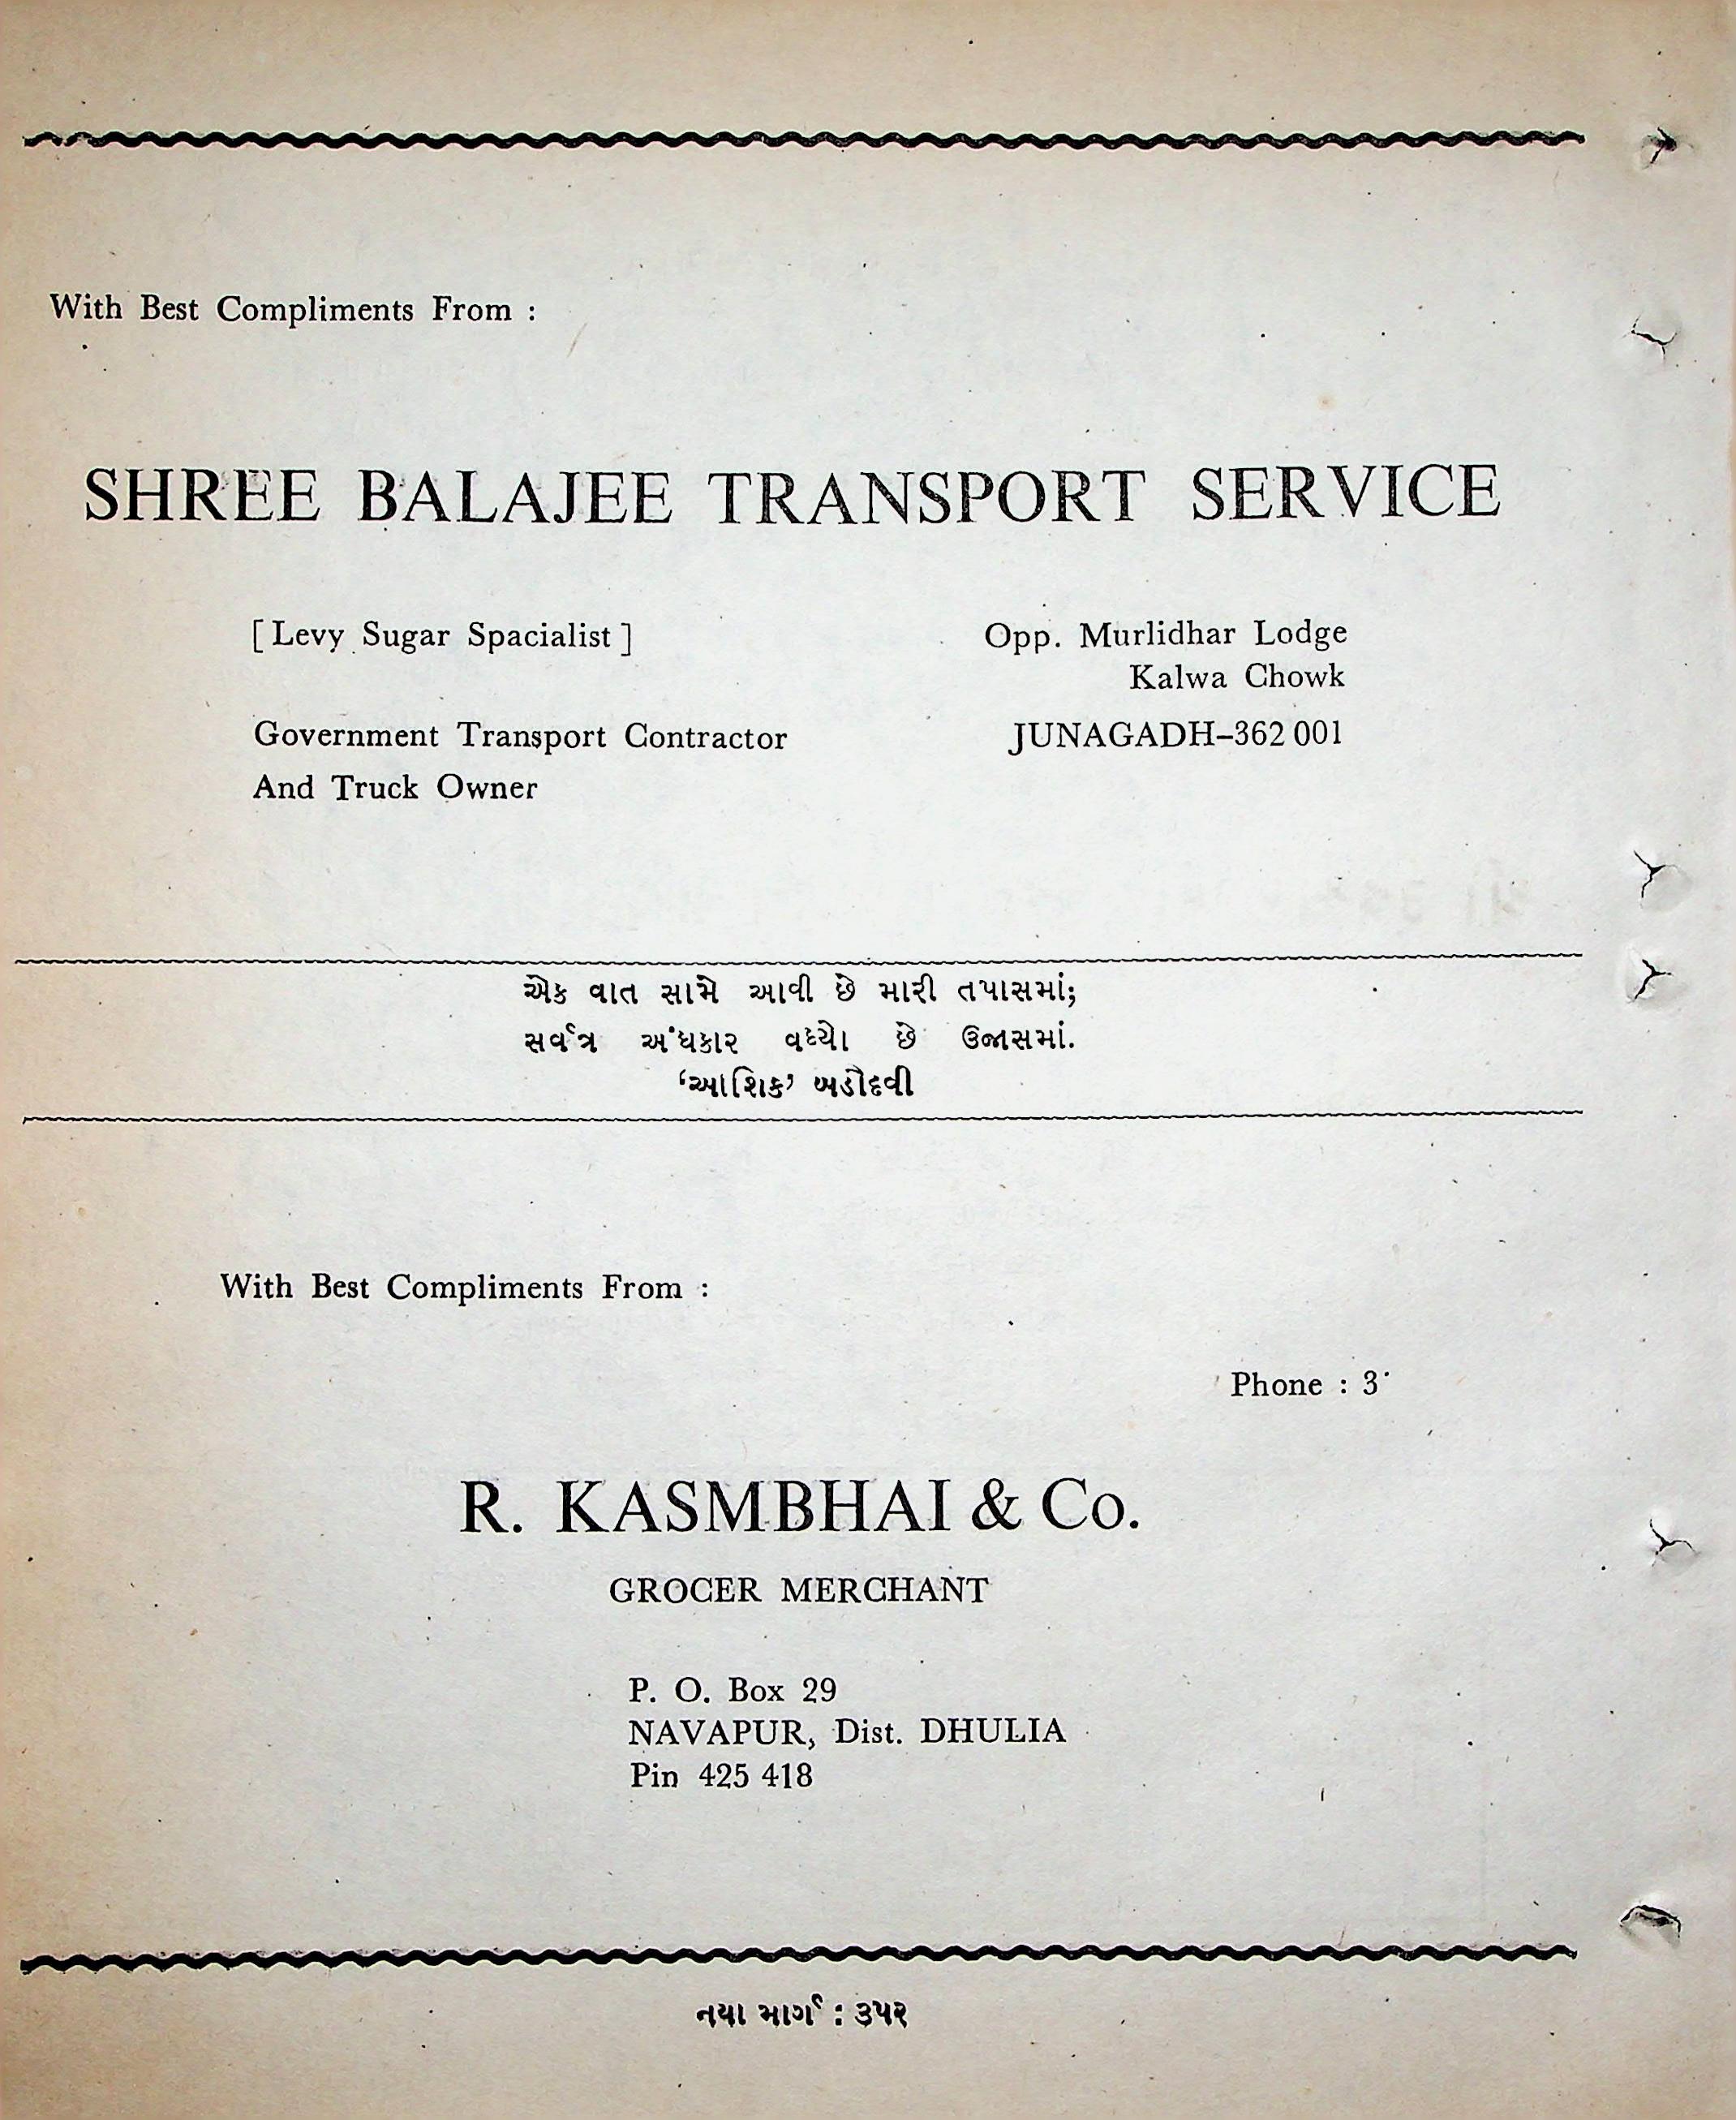 With Best Compliments From :
SHREE BALAJEE TRANSPORT SERVICE
[ Levy Sugar Spacialist ]
Government Transport Contractor
And Truck Owner
Opp. Murlidhar Lodge
Kalwa Chowk
JUNAGADH–362 001
એક વાત સામે આવી છે મારી તપાસમાં;
સર્વત્ર અંધકાર વધ્યો છે ઉજાસમાં.
‘આશિક’ બડૌદવી
With Best Compliments From :
Phone : 3
R. KASMBHAI & Co.
GROCER MERCHANT
P. O. Box 29
NAVAPUR, Dist. DHULIA
Pin 425 418
નયા માર્ગ : ૩૫૨